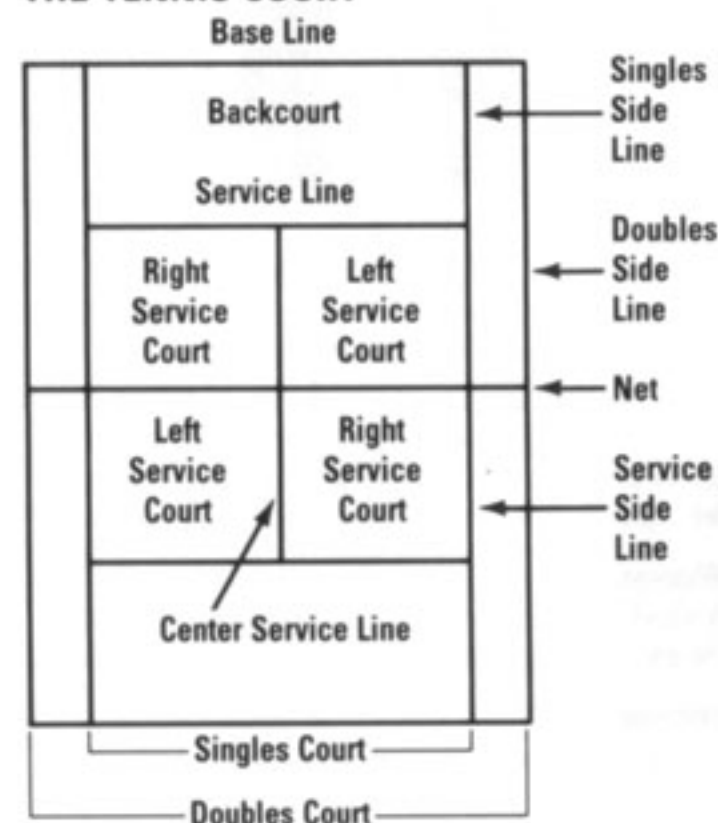 Base Line
Singles
Side
Line
Backcourt
Service Line
Doubles
Side
Line
Right
Service
Court
Left
Service
Court
Net
Left
Service
Court
Right
Service
Court
Service
Side
Line
Center Service Line
Singles Court
Doubles Court